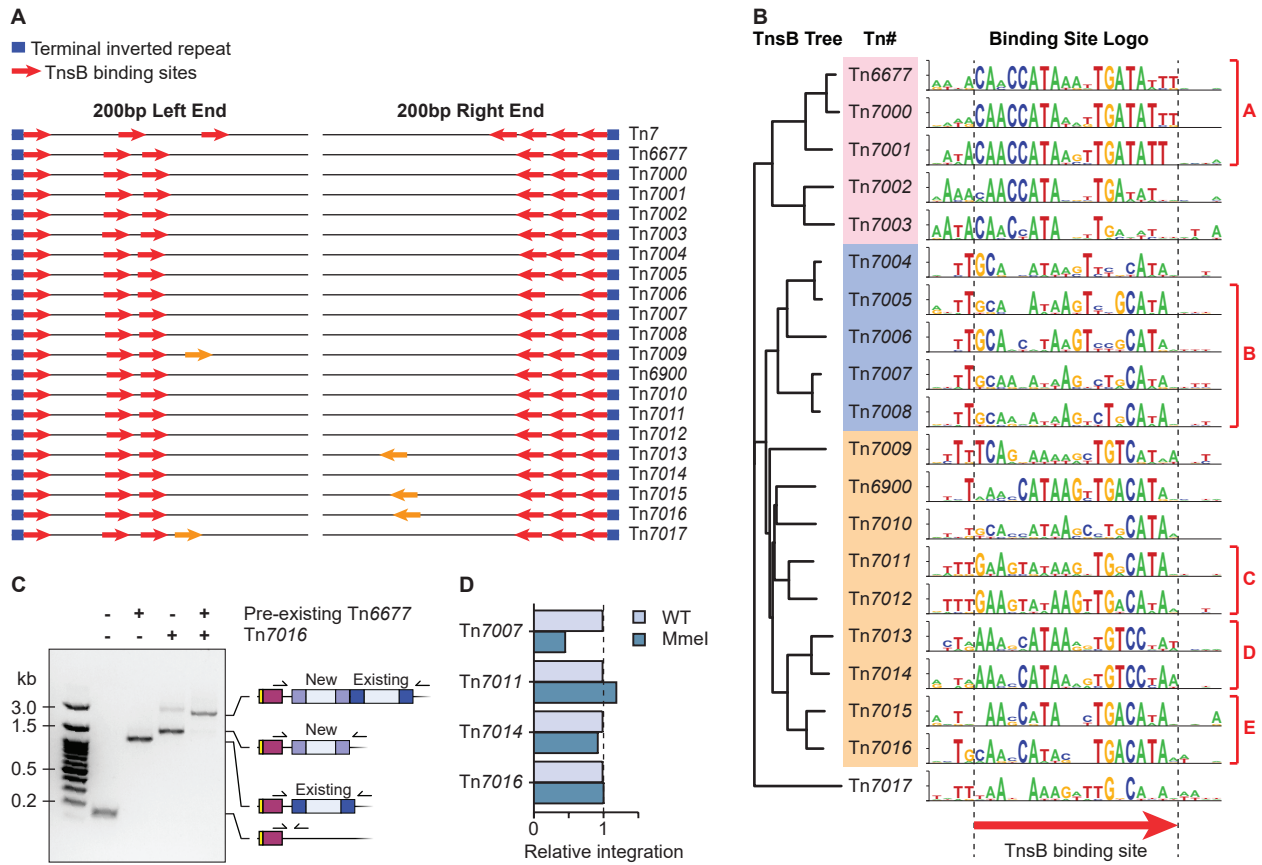 A
Terminal inverted repeat
TnsB binding sites
200bp Left End
200bp Right End
Tn7
Tn6677
Tn7000
Tn7001
Tn7002
Tn7003
Tn7004
Tn7005
Tn7006
Tn7007
Tn7008
Tn7009
Tn6900
Tn7010
Tn7011
Tn7012
Tn7013
Tn7014
Tn7015
Tn7016
Tn7017
B
TnsB Tree Tn# Binding Site Logo
Tn6677
Tn7000
Tn7001
Tn7002
Tn7003
Tn7004
Tn7005
Tn7006
Tn7007
Tn7008
Tn7009
Tn6900
Tn7010
Tn7011
Tn7012
Tn7013
Tn7014
Tn7015
Tn7016
Tn7017
A
B
C
D
E
TnsB binding site
C
- + - + Pre-existing Tn6677
- - + + Tn7016
kb
3.0
1.5
0.5
0.2
New Existing
New
Existing
D
WT
MmeI
Tn7007
Tn7011
Tn7014
Tn7016
0 1
Relative integration